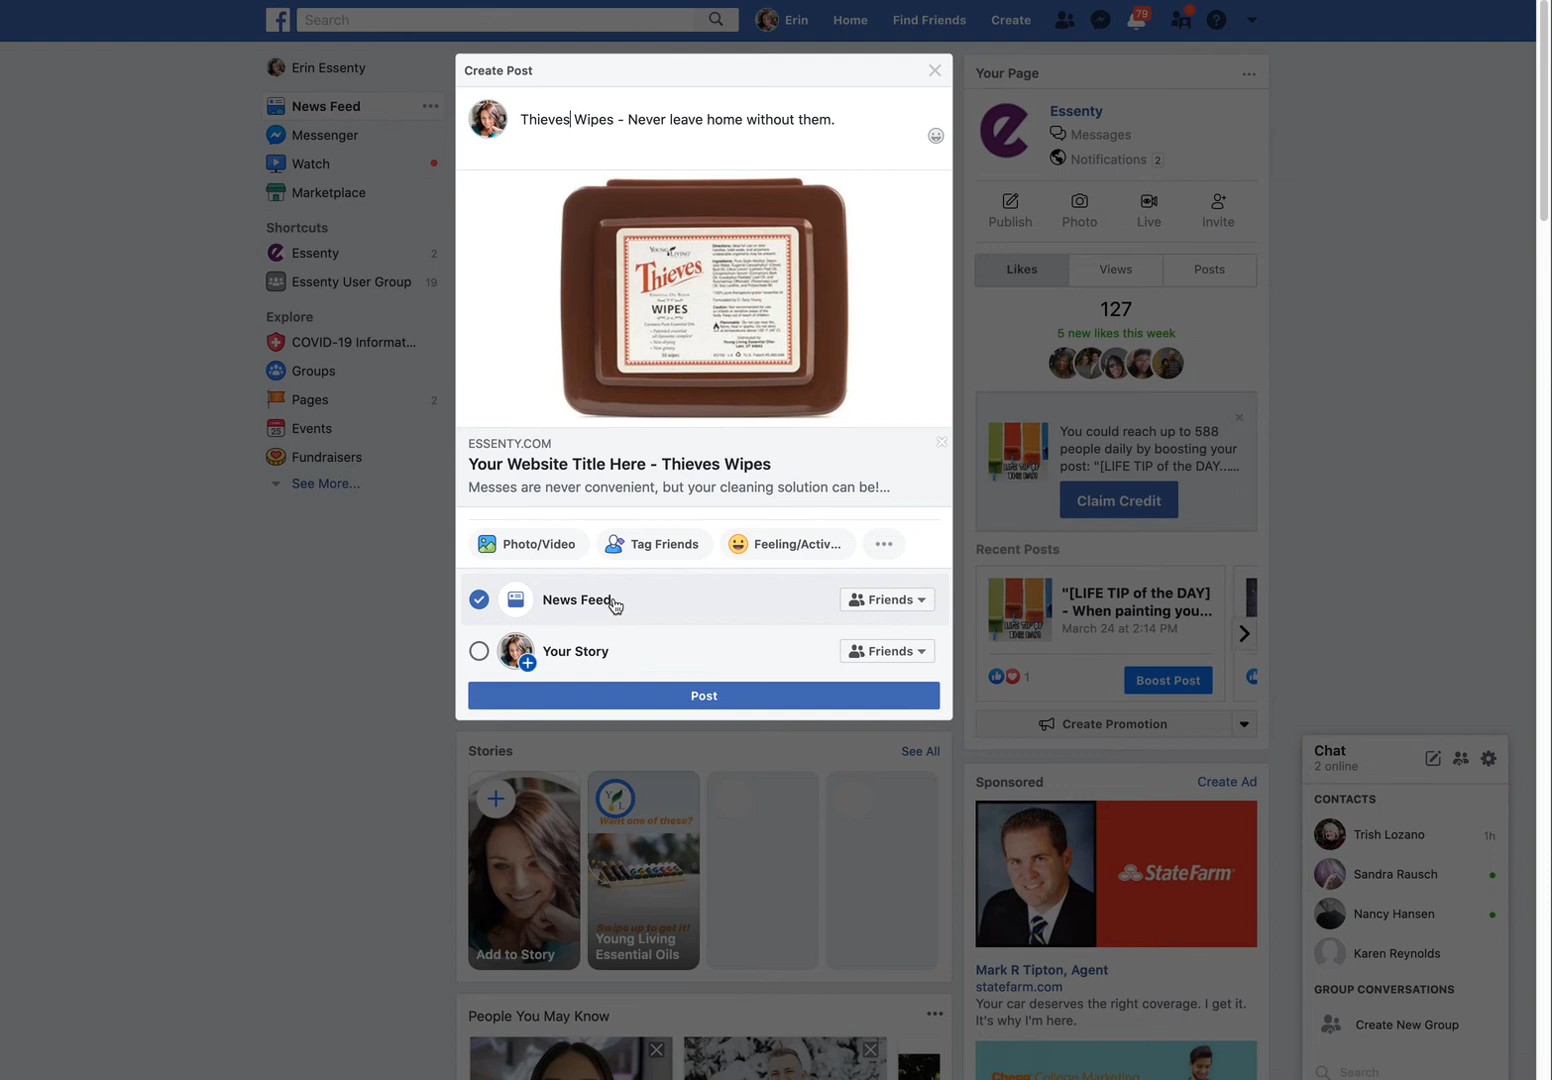 Search
Erin
Home
Find Friends
Create
79
Erin Essenty
News Feed
Messenger
Watch
Marketplace
Shortcuts
Essenty
2
Essenty User Group
19
Explore
COVID-19 Informat...
Groups
Pages
2
25
Events
Fundraisers
See More...
Create Post
Thieves Wipes - Never leave home without them.
YOUNG LIVING
Thieves
WIPES
ESSENTY.COM
Your Website Title Here - Thieves Wipes
Messes are never convenient, but your cleaning solution can be!...
Photo/Video
Tag Friends
Feeling/Activ...
News Feed
Friends
Your Story
Friends
Post
Stories
See All
Add to Story
Want one of these?
Swipe up to get it!
Young Living
Essential Oils
People You May Know
Your Page
Essenty
Messages
Notifications 2
Publish
Photo
Live
Invite
Likes
Views
Posts
127
5 new likes this week
You could reach up to 588
people daily by boosting your
post: "[LIFE TIP of the DAY...…
Claim Credit
Recent Posts
"[LIFE TIP of the DAY]
- When painting you...
March 24 at 2:14 PM
1
Boost Post
Create Promotion
Sponsored
Create Ad
StateFarm
Mark R Tipton, Agent
statefarm.com
Your car deserves the right coverage. I get it.
It's why I'm here.
Chegg College Marketing
Chat
2 online
CONTACTS
Trish Lozano
1h
Sandra Rausch
Nancy Hansen
Karen Reynolds
GROUP CONVERSATIONS
Create New Group
Search